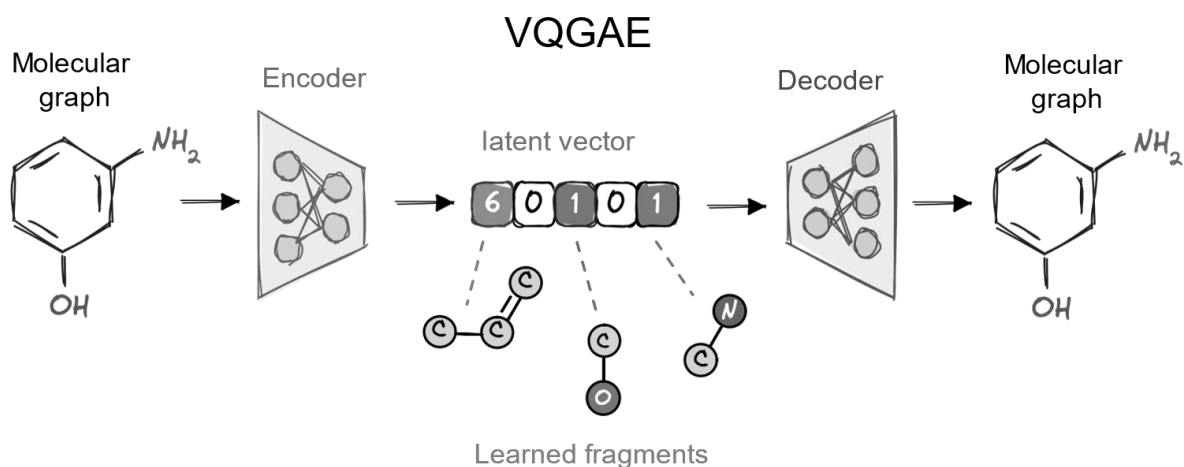 VQGAE
Molecular
graph
Encoder
Decoder
Molecular
graph
NH2
latent vector
NH2
6 0 1 0 1
OH
C
C C
N
C
C
O
OH
Learned fragments